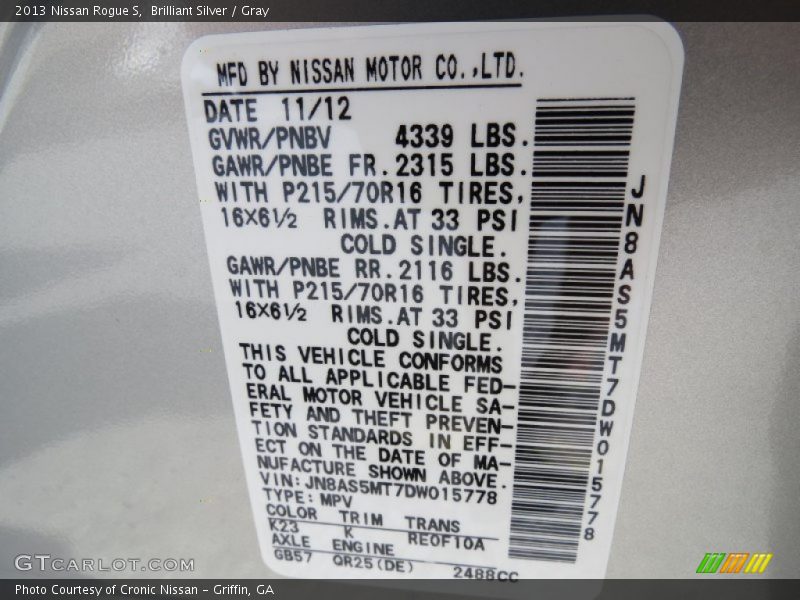 2013 Nissan Rogue S,  Brilliant Silver / Gray
MFD BY NISSAN MOTOR CO.,LTD.
DATE 11/12
GVWR/PNBV 4339 LBS.
GAWR/PNBE FR.2315 LBS.
WITH P215/70R16 TIRES,
16X6½ RIMS.AT 33 PSI
COLD SINGLE.
GAWR/PNBE RR.2116 LBS.
WITH P215/70R16 TIRES,
16X6½ RIMS.AT 33 PSI
COLD SINGLE.
THIS VEHICLE CONFORMS
TO ALL APPLICABLE FED-
ERAL MOTOR VEHICLE SA-
FETY AND THEFT PREVEN-
TION STANDARDS IN EFF-
ECT ON THE DATE OF MA-
NUFACTURE SHOWN ABOVE.
VIN:JN8AS5MT7DW015778
TYPE:MPV
COLOR TRIM TRANS
K23 K RE0F10A
AXLE ENGINE
GB57 QR25(DE) 2488CC
JN8AS5MT7DW015778
GTCARLOT.COM
Photo Courtesy of Cronic Nissan - Griffin, GA